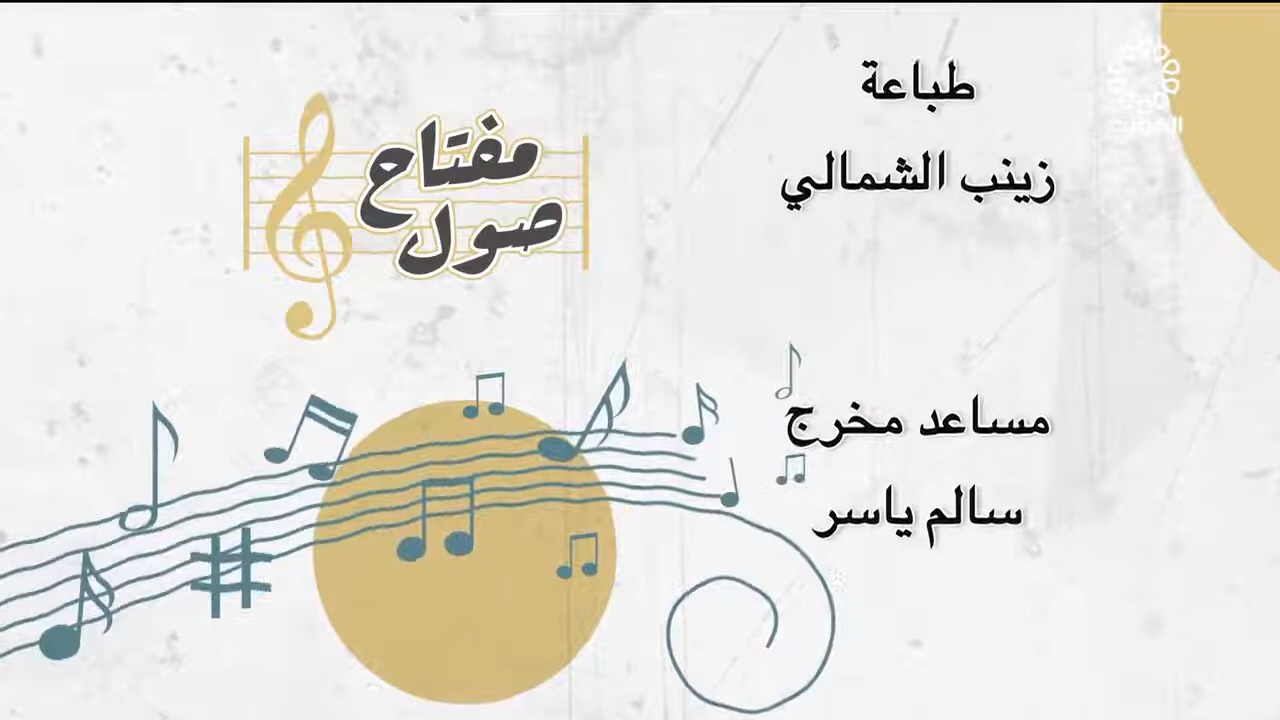 طباعة
زينب الشمالي
مفتاح
صول
مساعد مخرج
سالم ياسر